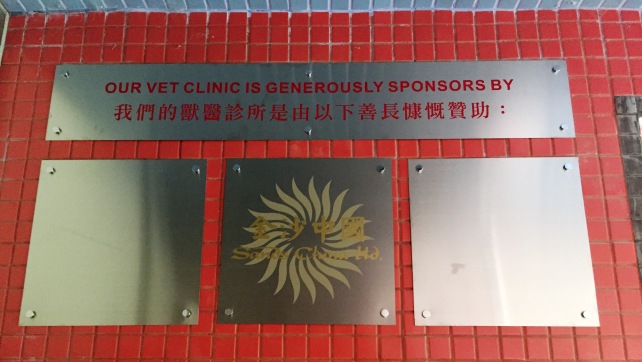 OUR VET CLINIC IS GENEROUSLY SPONSORS BY
我們的獸醫診所是由以下善長慷慨贊助：
金沙中國
Sands China Ltd.